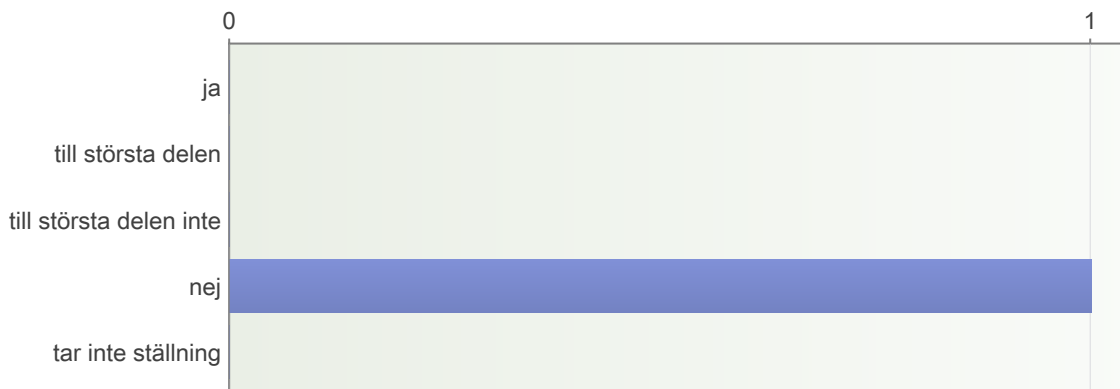 0 1
ja
till största delen
till största delen inte
nej
tar inte ställning